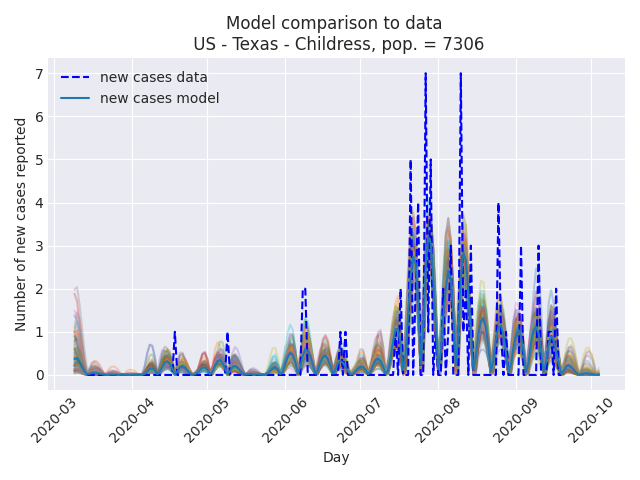 Model comparison to data
US - Texas - Childress, pop. = 7306
new cases data
new cases model
Number of new cases reported
7
6
5
4
3
2
1
0
2020-03
2020-04
2020-05
2020-06
2020-07
2020-08
2020-09
2020-10
Day